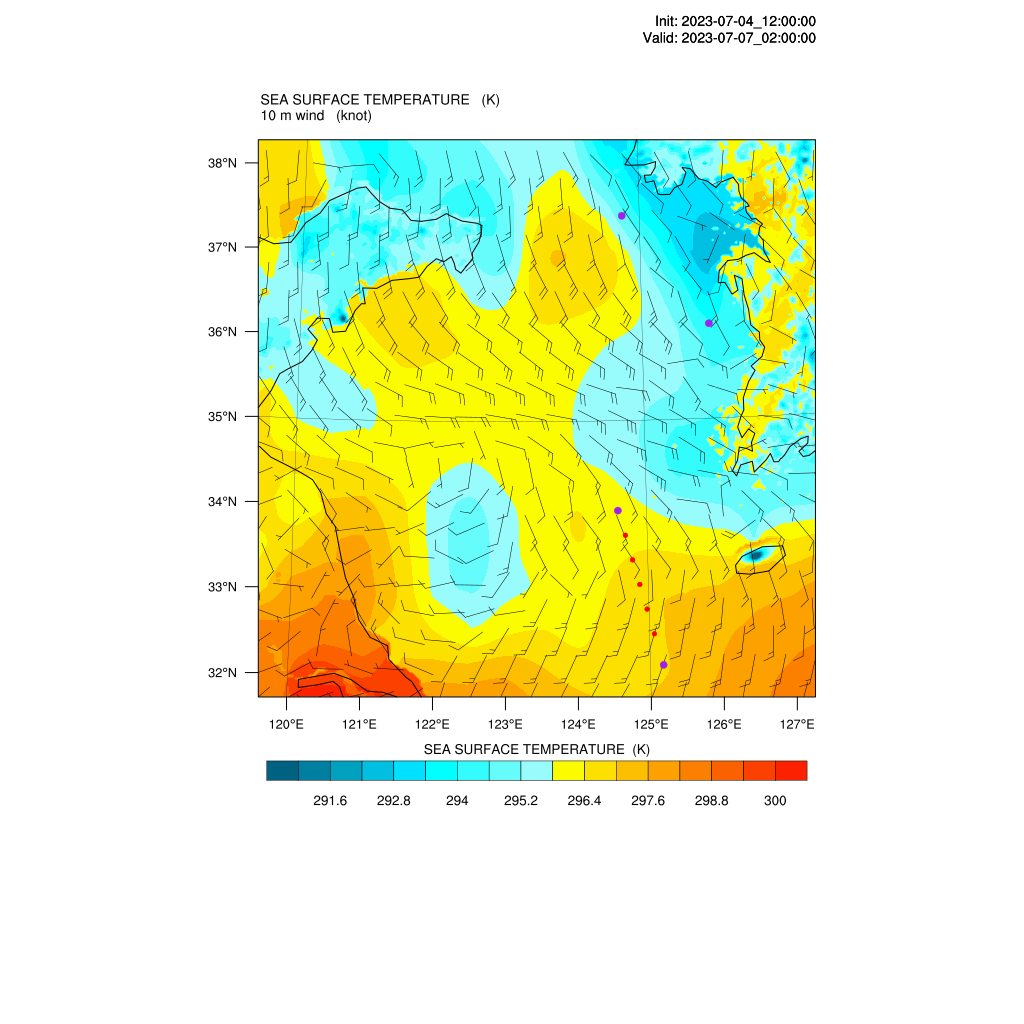 Init: 2023-07-04_12:00:00
Valid: 2023-07-07_02:00:00
SEA SURFACE TEMPERATURE (K)
10 m wind (knot)
38°N
37°N
36°N
35°N
34°N
33°N
32°N
120°E 121°E 122°E 123°E 124°E 125°E 126°E 127°E
SEA SURFACE TEMPERATURE (K)
291.6 292.8 294 295.2 296.4 297.6 298.8 300